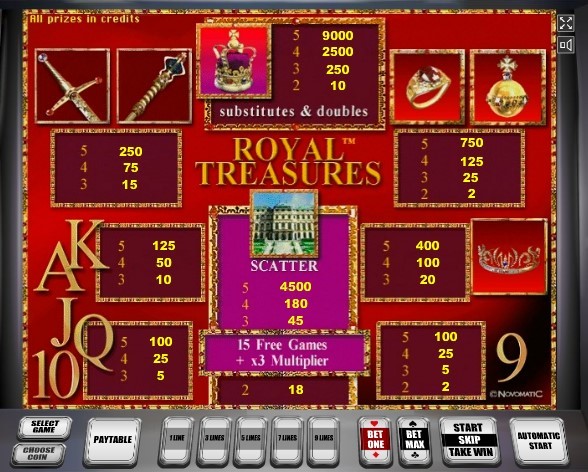 All prizes in credits
5 9000
4 2500
3 250
2 10
substitutes & doubles
5 250
4 75
3 15
ROYAL™
TREASURES
5 750
4 125
3 25
2 2
A K
5 125
4 50
3 10
SCATTER
5 4500
4 180
3 45
15 Free Games
+ x3 Multiplier
2 18
5 400
4 100
3 20
J Q
10
5 100
4 25
3 5
5 100
4 25
3 5
2 2
9
© NOVOMATIC
SELECT
GAME
CHOOSE
COIN
PAYTABLE
1 LINE
3 LINES
5 LINES
7 LINES
9 LINES
BET
ONE
BET
MAX
START
SKIP
TAKE WIN
AUTOMATIC
START